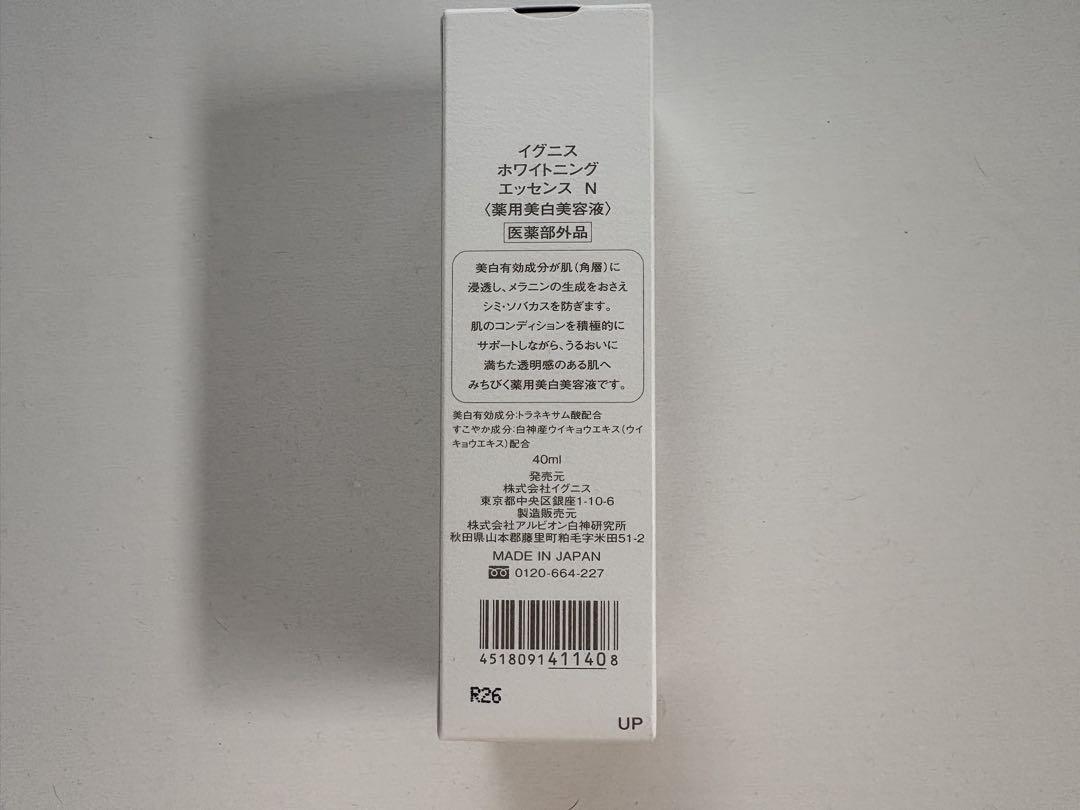 イグニス
ホワイトニング
エッセンス N
〈薬用美白美容液〉
医薬部外品
美白有効成分が肌(角層)に
浸透し、メラニンの生成をおさえ
シミ・ソバカスを防ぎます。
肌のコンディションを積極的に
サポートしながら、うるおいに
満ちた透明感のある肌へ
みちびく薬用美白美容液です。
美白有効成分:トラネキサム酸配合
すこやか成分:白神産ウイキョウエキス(ウイ
キョウエキス)配合
40ml
発売元
株式会社イグニス
東京都中央区銀座1-10-6
製造販売元
株式会社アルビオン白神研究所
秋田県山本郡藤里町粕毛字米田51-2
MADE IN JAPAN
0120-664-227
4518091411408
R26
UP